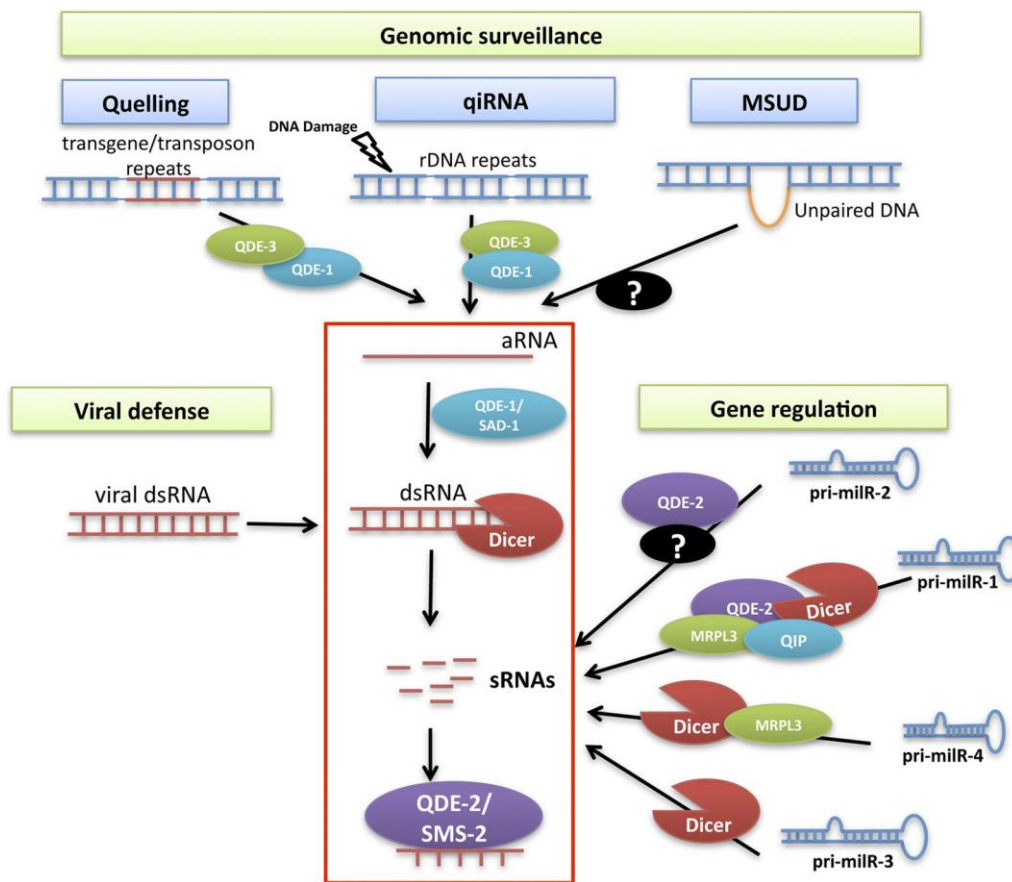 Genomic surveillance
Quelling
qiRNA
MSUD
transgene/transposon
repeats
DNA Damage
rDNA repeats
Unpaired DNA
QDE-3
QDE-1
QDE-3
QDE-1
?
aRNA
QDE-1/
SAD-1
Viral defense
Gene regulation
viral dsRNA
dsRNA
Dicer
QDE-2
?
pri-milR-2
pri-milR-1
QDE-2
Dicer
MRPL3
QIP
sRNAs
Dicer
MRPL3
pri-milR-4
QDE-2/
SMS-2
Dicer
pri-milR-3